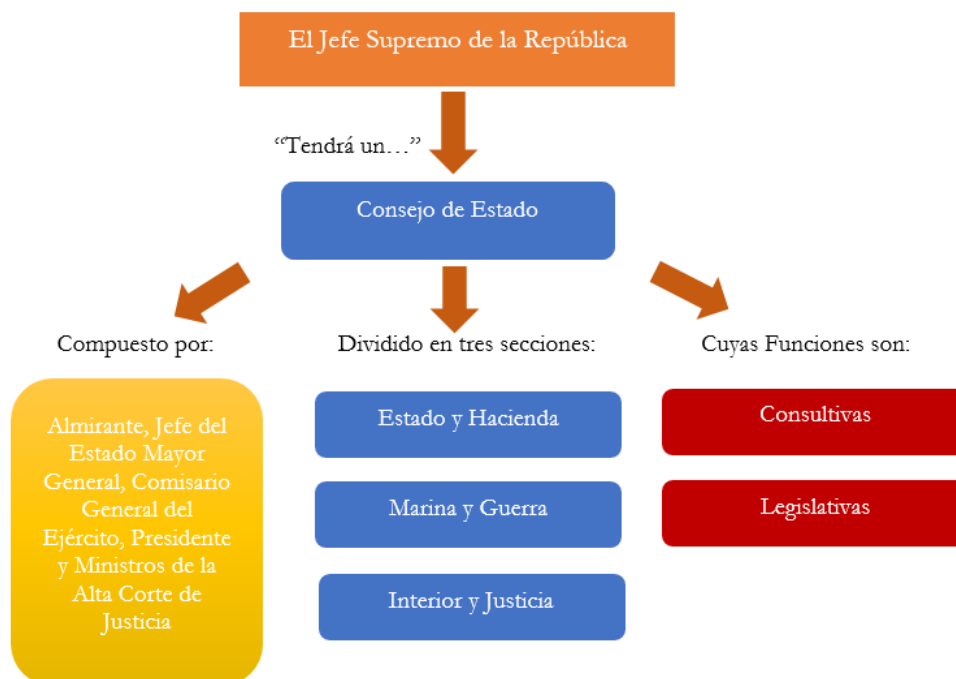 El Jefe Supremo de la República
“Tendrá un…”
Consejo de Estado
Compuesto por:
Almirante, Jefe del
Estado Mayor
General, Comisario
General del
Ejército, Presidente
y Ministros de la
Alta Corte de
Justicia
Dividido en tres secciones:
Estado y Hacienda
Marina y Guerra
Interior y Justicia
Cuyas Funciones son:
Consultivas
Legislativas